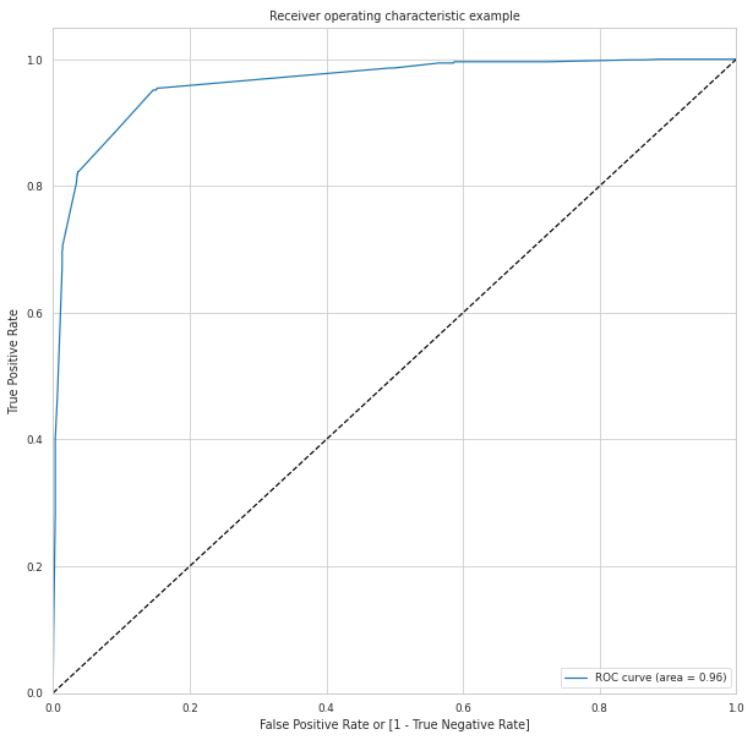 Receiver operating characteristic example
1.0
0.8
0.6
0.4
0.2
0.0
True Positive Rate
0.0 0.2 0.4 0.6 0.8 1.0
False Positive Rate or [1 - True Negative Rate]
ROC curve (area = 0.96)